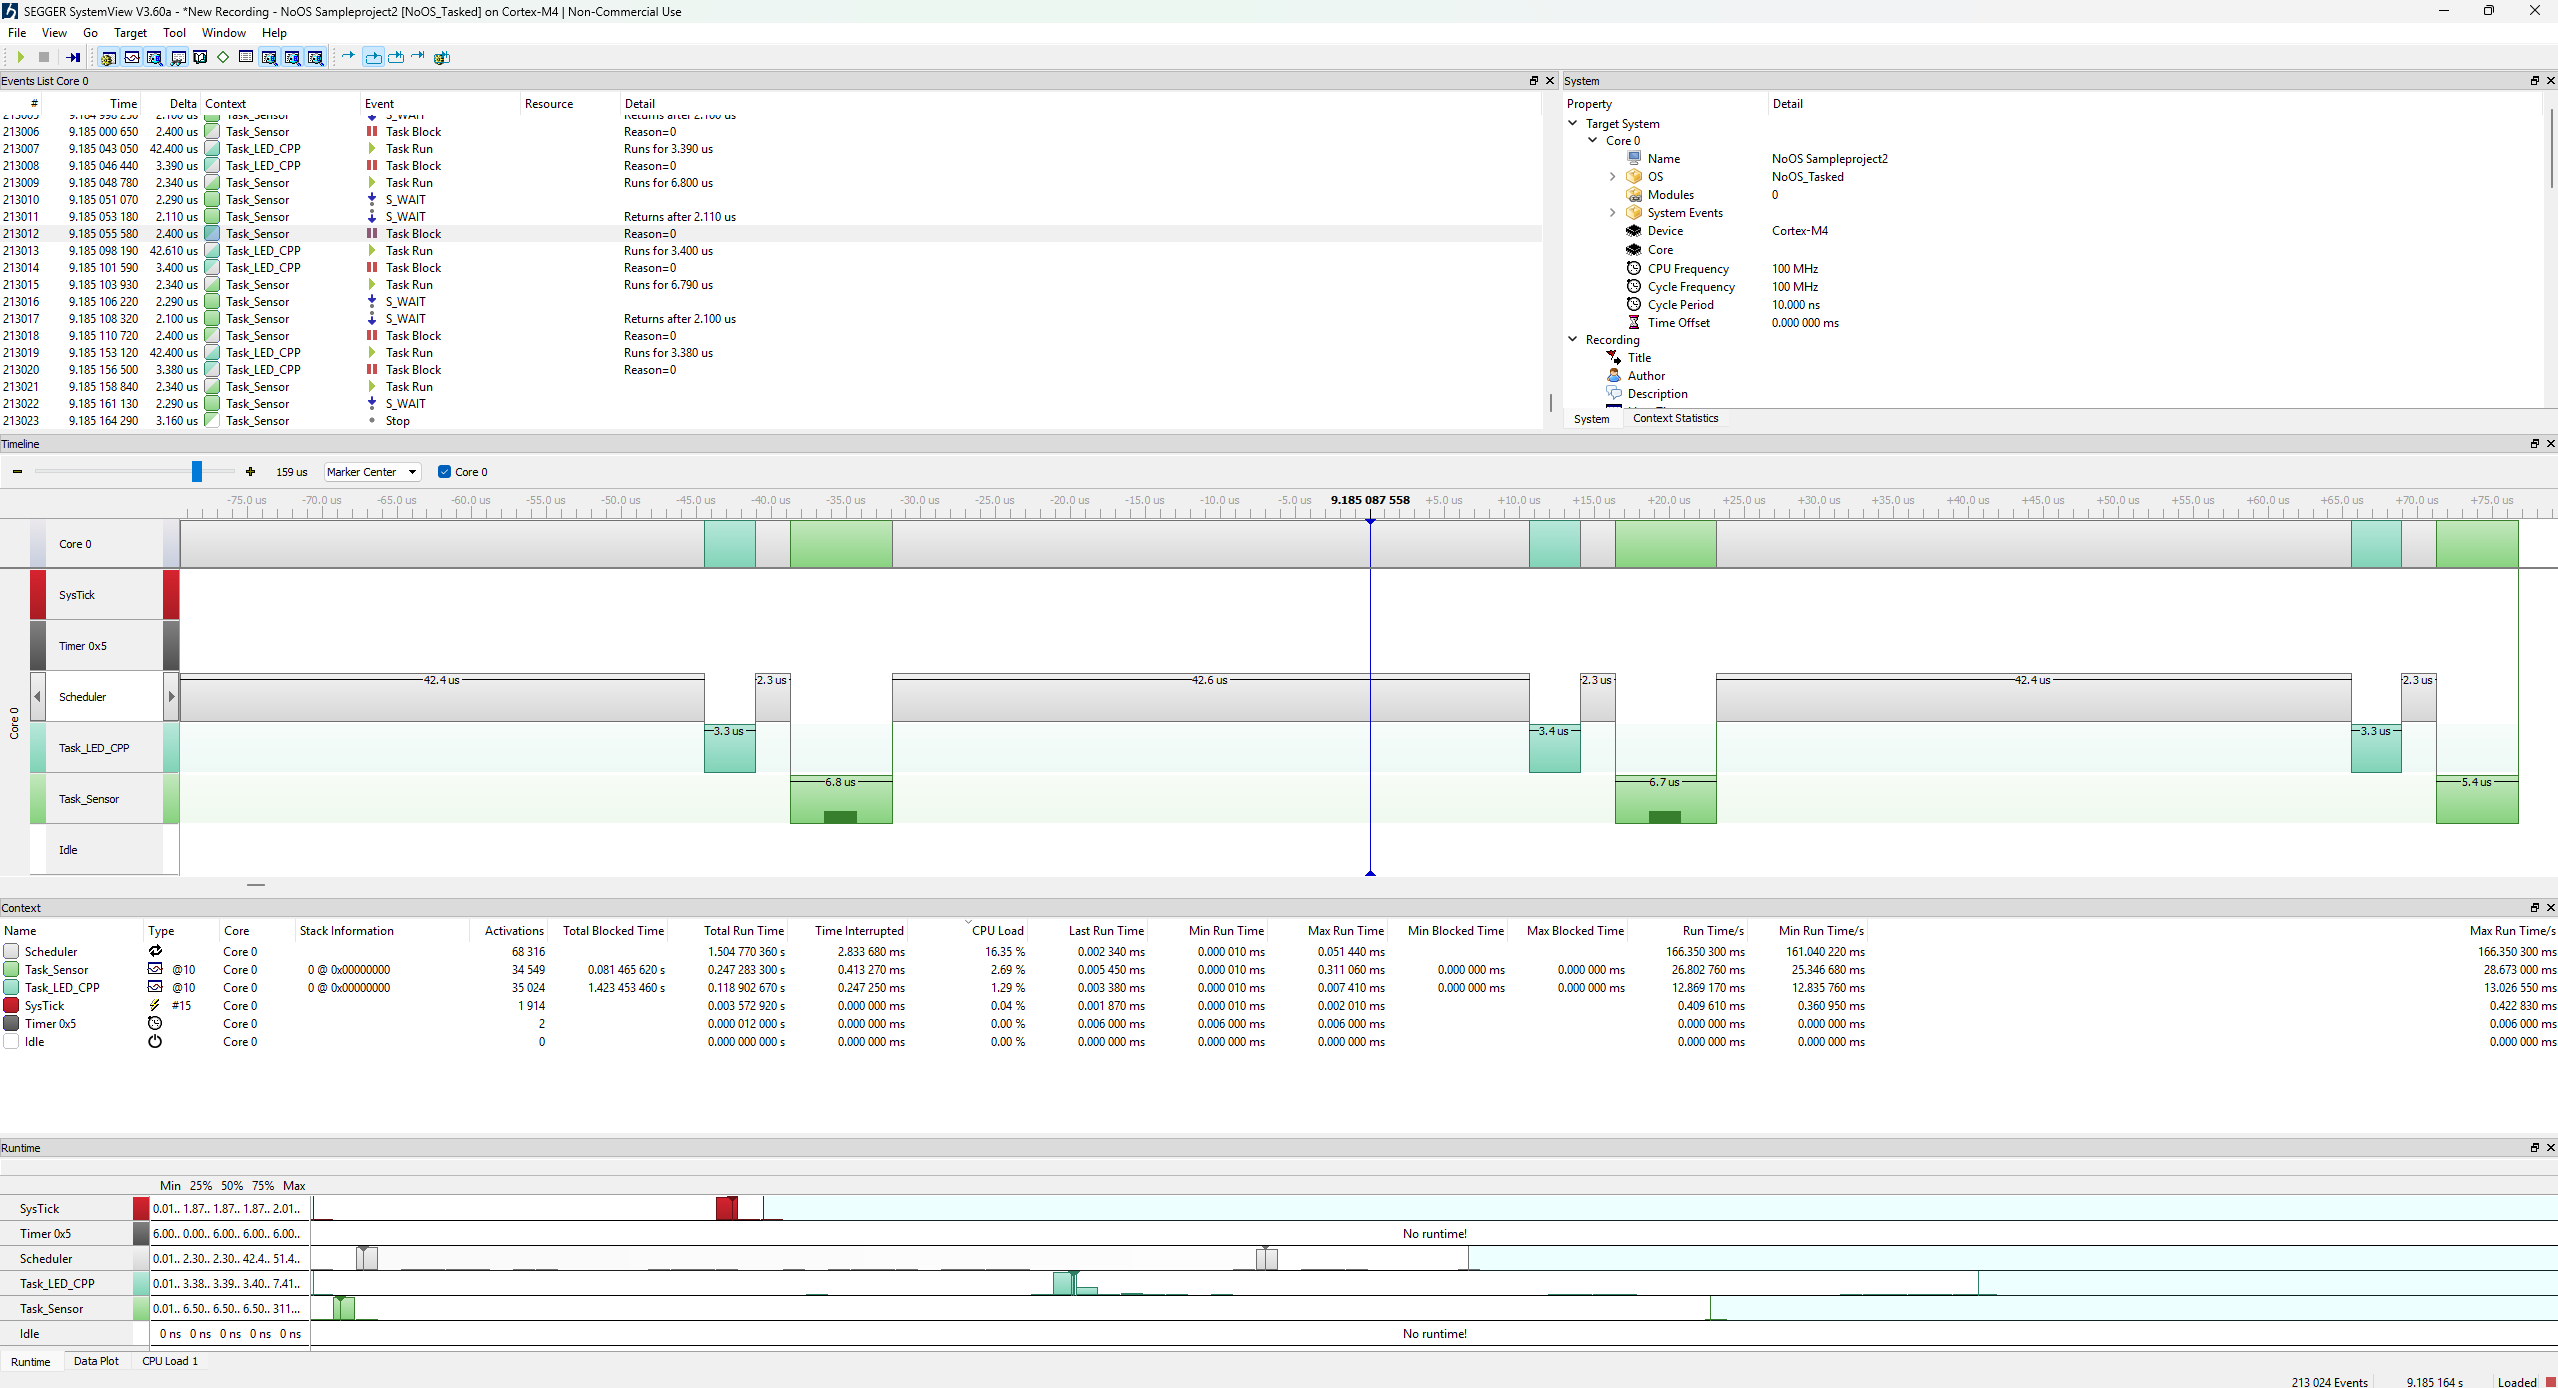 SEGGER SystemView V3.60a - *New Recording - NoOS Sampleproject2 [NoOS_Tasked] on Cortex-M4 | Non-Commercial Use
File View Go Target Tool Window Help
Events List Core 0
# Time Delta Context Event Resource Detail
213005 9.184 998 250 2.100 us Task_Sensor S_WAIT Returns after 2.100 us
213006 9.185 000 650 2.400 us Task_Sensor Task Block Reason=0
213007 9.185 043 050 42.400 us Task_LED_CPP Task Run Runs for 3.390 us
213008 9.185 046 440 3.390 us Task_LED_CPP Task Block Reason=0
213009 9.185 048 780 2.340 us Task_Sensor Task Run Runs for 6.800 us
213010 9.185 051 070 2.290 us Task_Sensor S_WAIT
213011 9.185 053 180 2.110 us Task_Sensor S_WAIT Returns after 2.110 us
213012 9.185 055 580 2.400 us Task_Sensor Task Block Reason=0
213013 9.185 098 190 42.610 us Task_LED_CPP Task Run Runs for 3.400 us
213014 9.185 101 590 3.400 us Task_LED_CPP Task Block Reason=0
213015 9.185 103 930 2.340 us Task_Sensor Task Run Runs for 6.790 us
213016 9.185 106 220 2.290 us Task_Sensor S_WAIT
213017 9.185 108 320 2.100 us Task_Sensor S_WAIT Returns after 2.100 us
213018 9.185 110 720 2.400 us Task_Sensor Task Block Reason=0
213019 9.185 153 120 42.400 us Task_LED_CPP Task Run Runs for 3.380 us
213020 9.185 156 500 3.380 us Task_LED_CPP Task Block Reason=0
213021 9.185 158 840 2.340 us Task_Sensor Task Run
213022 9.185 161 130 2.290 us Task_Sensor S_WAIT
213023 9.185 164 290 3.160 us Task_Sensor Stop
System
Property Detail
Target System
Core 0
Name NoOS Sampleproject2
OS NoOS_Tasked
Modules 0
System Events
Device Cortex-M4
Core
CPU Frequency 100 MHz
Cycle Frequency 100 MHz
Cycle Period 10.000 ns
Time Offset 0.000 000 ms
Recording
Title
Author
Description
System Context Statistics
Timeline
159 us Marker Center Core 0
-75.0 us -70.0 us -65.0 us -60.0 us -55.0 us -50.0 us -45.0 us -40.0 us -35.0 us -30.0 us -25.0 us -20.0 us -15.0 us -10.0 us -5.0 us 9.185 087 558 +5.0 us +10.0 us +15.0 us +20.0 us +25.0 us +30.0 us +35.0 us +40.0 us +45.0 us +50.0 us +55.0 us +60.0 us +65.0 us +70.0 us +75.0 us
Core 0
SysTick
Timer 0x5
Scheduler 42.4 us 2.3 us 42.6 us 2.3 us 42.4 us 2.3 us
Core 0
Task_LED_CPP 3.3 us 3.4 us 3.3 us
Task_Sensor 6.8 us 6.7 us 5.4 us
Idle
Context
Name Type Core Stack Information Activations Total Blocked Time Total Run Time Time Interrupted CPU Load Last Run Time Min Run Time Max Run Time Min Blocked Time Max Blocked Time Run Time/s Min Run Time/s Max Run Time/s
Scheduler Core 0 68 316 1.504 770 360 s 2.833 680 ms 16.35 % 0.002 340 ms 0.000 010 ms 0.051 440 ms 166.350 300 ms 161.040 220 ms 166.350 300 ms
Task_Sensor @10 Core 0 0 @ 0x00000000 34 549 0.081 465 620 s 0.247 283 300 s 0.413 270 ms 2.69 % 0.005 450 ms 0.000 010 ms 0.311 060 ms 0.000 000 ms 0.000 000 ms 26.802 760 ms 25.346 680 ms 28.673 000 ms
Task_LED_CPP @10 Core 0 0 @ 0x00000000 35 024 1.423 453 460 s 0.118 902 670 s 0.247 250 ms 1.29 % 0.003 380 ms 0.000 010 ms 0.007 410 ms 0.000 000 ms 0.000 000 ms 12.869 170 ms 12.835 760 ms 13.026 550 ms
SysTick #15 Core 0 1 914 0.003 572 920 s 0.000 000 ms 0.04 % 0.001 870 ms 0.000 010 ms 0.002 010 ms 0.409 610 ms 0.360 950 ms 0.422 830 ms
Timer 0x5 Core 0 2 0.000 012 000 s 0.000 000 ms 0.00 % 0.006 000 ms 0.006 000 ms 0.006 000 ms 0.000 000 ms 0.000 000 ms 0.006 000 ms
Idle Core 0 0 0.000 000 000 s 0.000 000 ms 0.00 % 0.000 000 ms 0.000 000 ms 0.000 000 ms 0.000 000 ms 0.000 000 ms 0.000 000 ms
Runtime
Min 25% 50% 75% Max
SysTick 0.01.. 1.87.. 1.87.. 1.87.. 2.01..
Timer 0x5 6.00.. 0.00.. 6.00.. 6.00.. 6.00.. No runtime!
Scheduler 0.01.. 2.30.. 2.30.. 42.4.. 51.4..
Task_LED_CPP 0.01.. 3.38.. 3.39.. 3.40.. 7.41..
Task_Sensor 0.01.. 6.50.. 6.50.. 6.50.. 311...
Idle 0 ns 0 ns 0 ns 0 ns 0 ns No runtime!
Runtime Data Plot CPU Load 1
213 024 Events 9.185 164 s Loaded